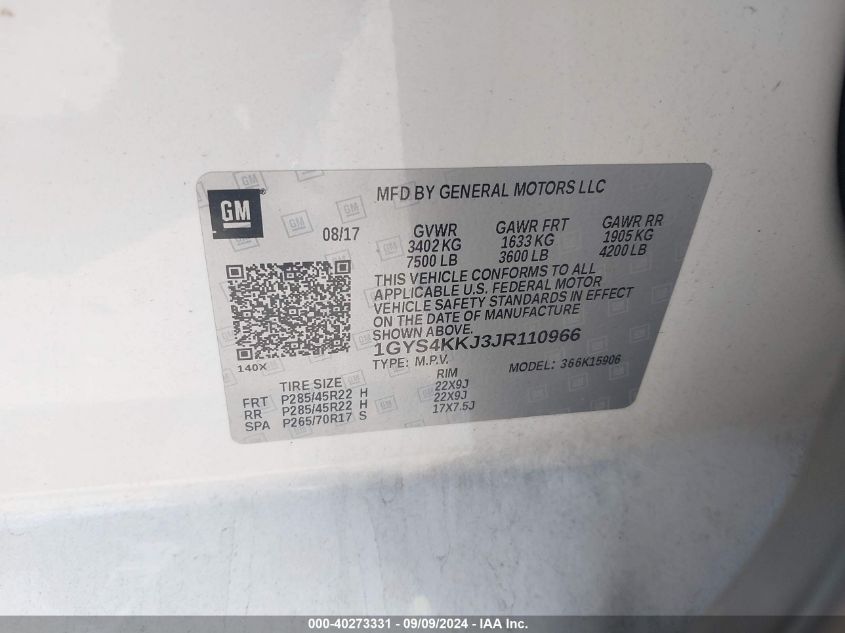 GM
MFD BY GENERAL MOTORS LLC
08/17
GVWR GAWR FRT GAWR RR
3402 KG 1633 KG 1905 KG
7500 LB 3600 LB 4200 LB
THIS VEHICLE CONFORMS TO ALL
APPLICABLE U.S. FEDERAL MOTOR
VEHICLE SAFETY STANDARDS IN EFFECT
ON THE DATE OF MANUFACTURE
SHOWN ABOVE.
1GYS4KKJ3JR110966
140X
TYPE: M.P.V. MODEL: 366K15906
TIRE SIZE RIM
FRT P285/45R22 H 22X9J
RR P285/45R22 H 22X9J
SPA P265/70R17 S 17X7.5J
000-40273331 - 09/09/2024 - IAA Inc.